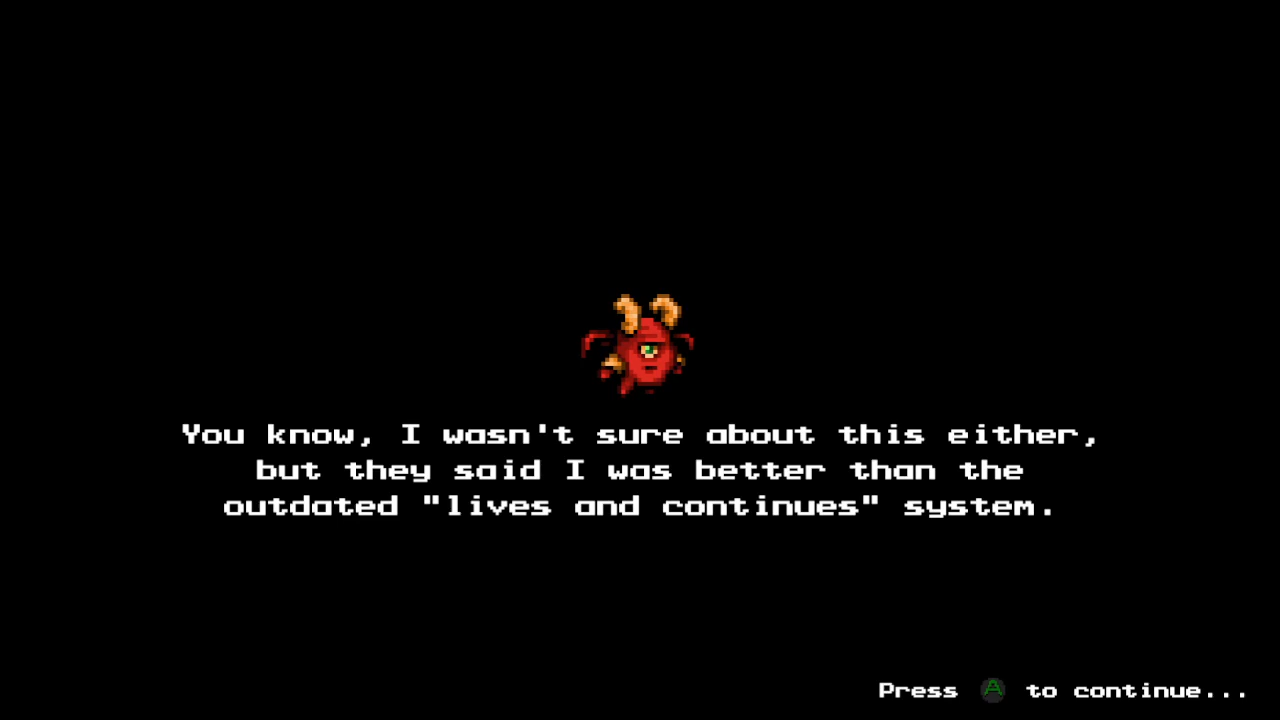 You know, I wasn't sure about this either,
but they said I was better than the
outdated "lives and continues" system.
Press A to continue...